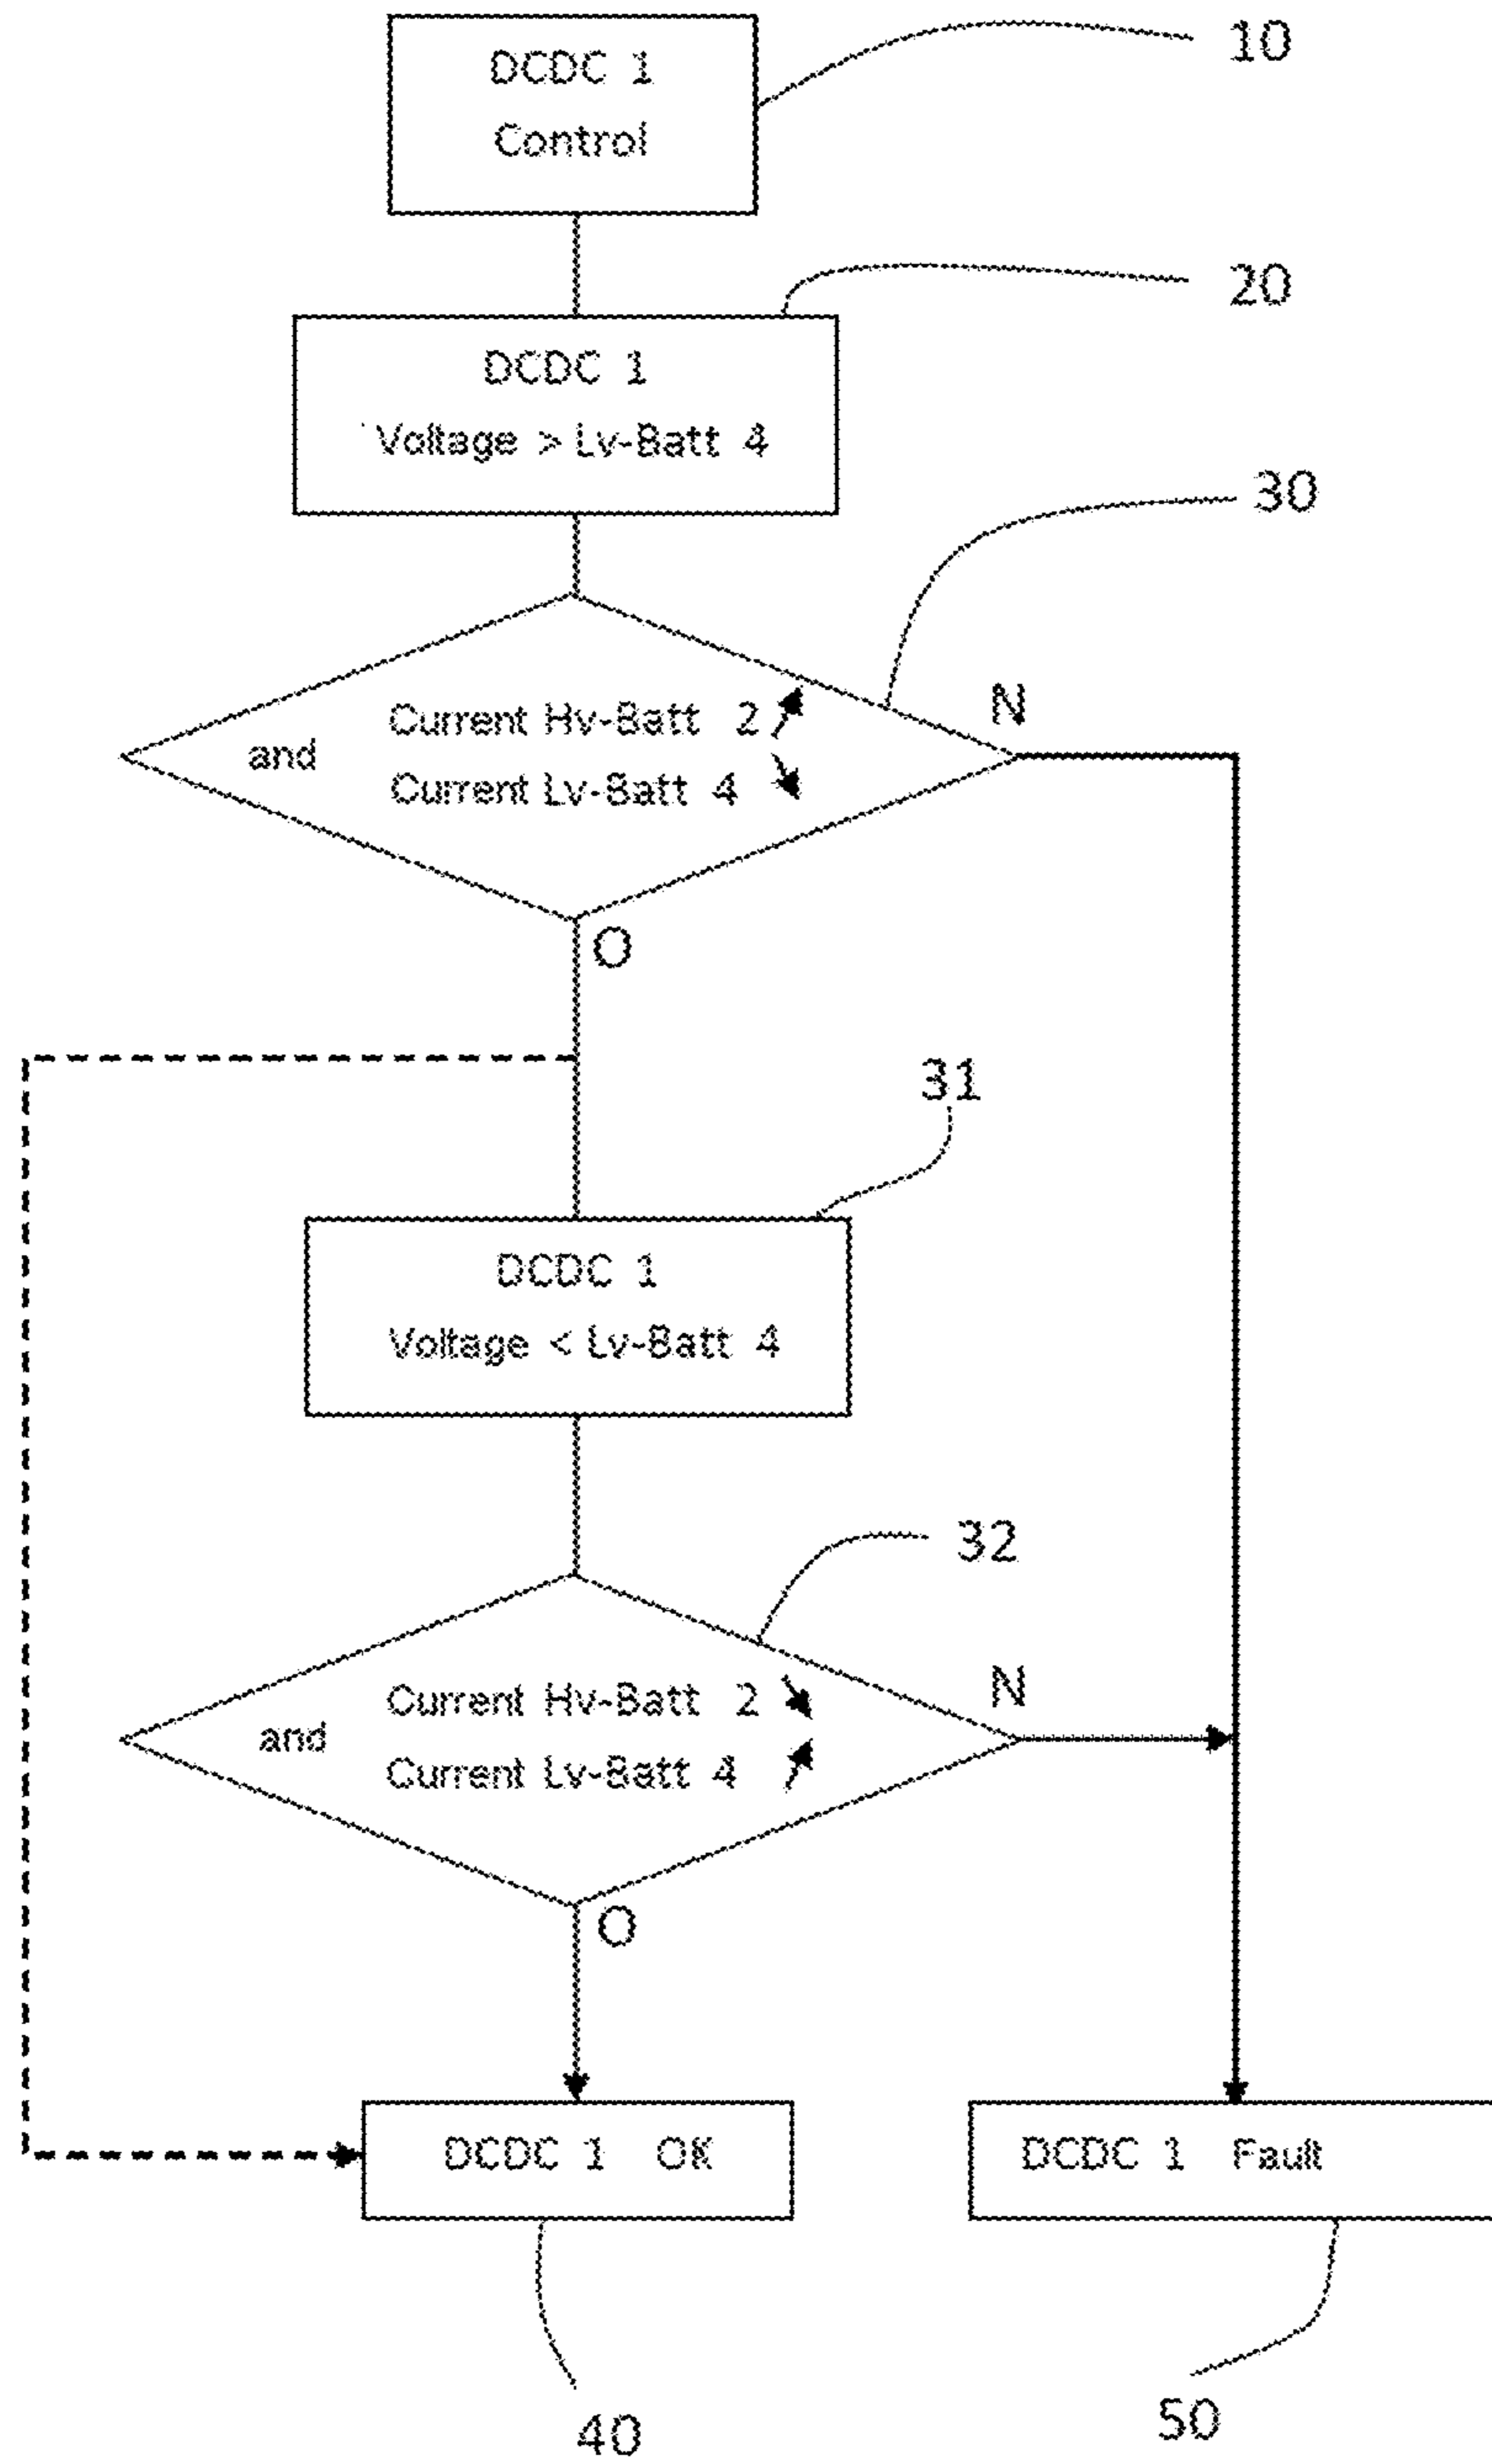 DCDC 1
Control
10
20
DCDC 1
Voltage > Lv-Batt 4
30
N
Current Hv-Batt 2
and
Current Lv-Batt 4
O
31
DCDC 1
Voltage < Lv-Batt 4
32
N
Current Hv-Batt 2
and
Current Lv-Batt 4
O
DCDC 1 OK
DCDC 1 Fault
40
50